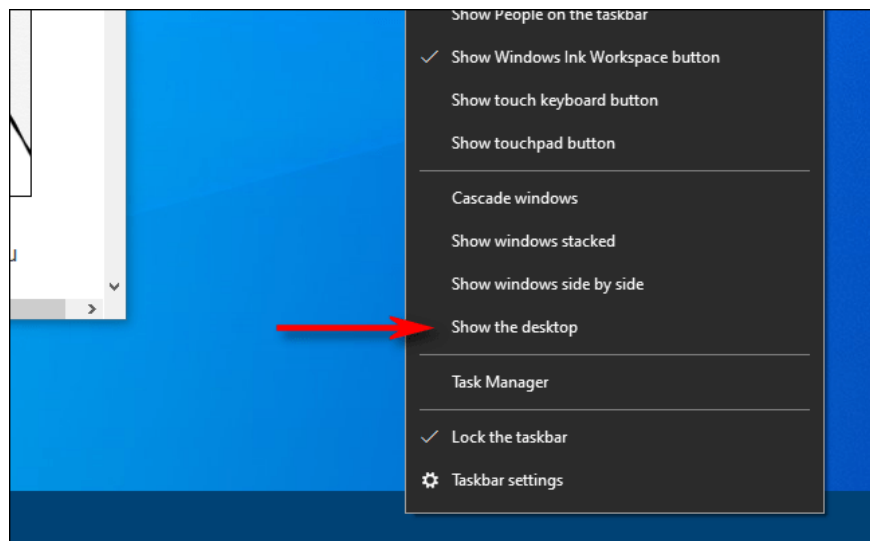 Show People on the taskbar
Show Windows Ink Workspace button
Show touch keyboard button
Show touchpad button
Cascade windows
Show windows stacked
Show windows side by side
Show the desktop
Task Manager
Lock the taskbar
Taskbar settings